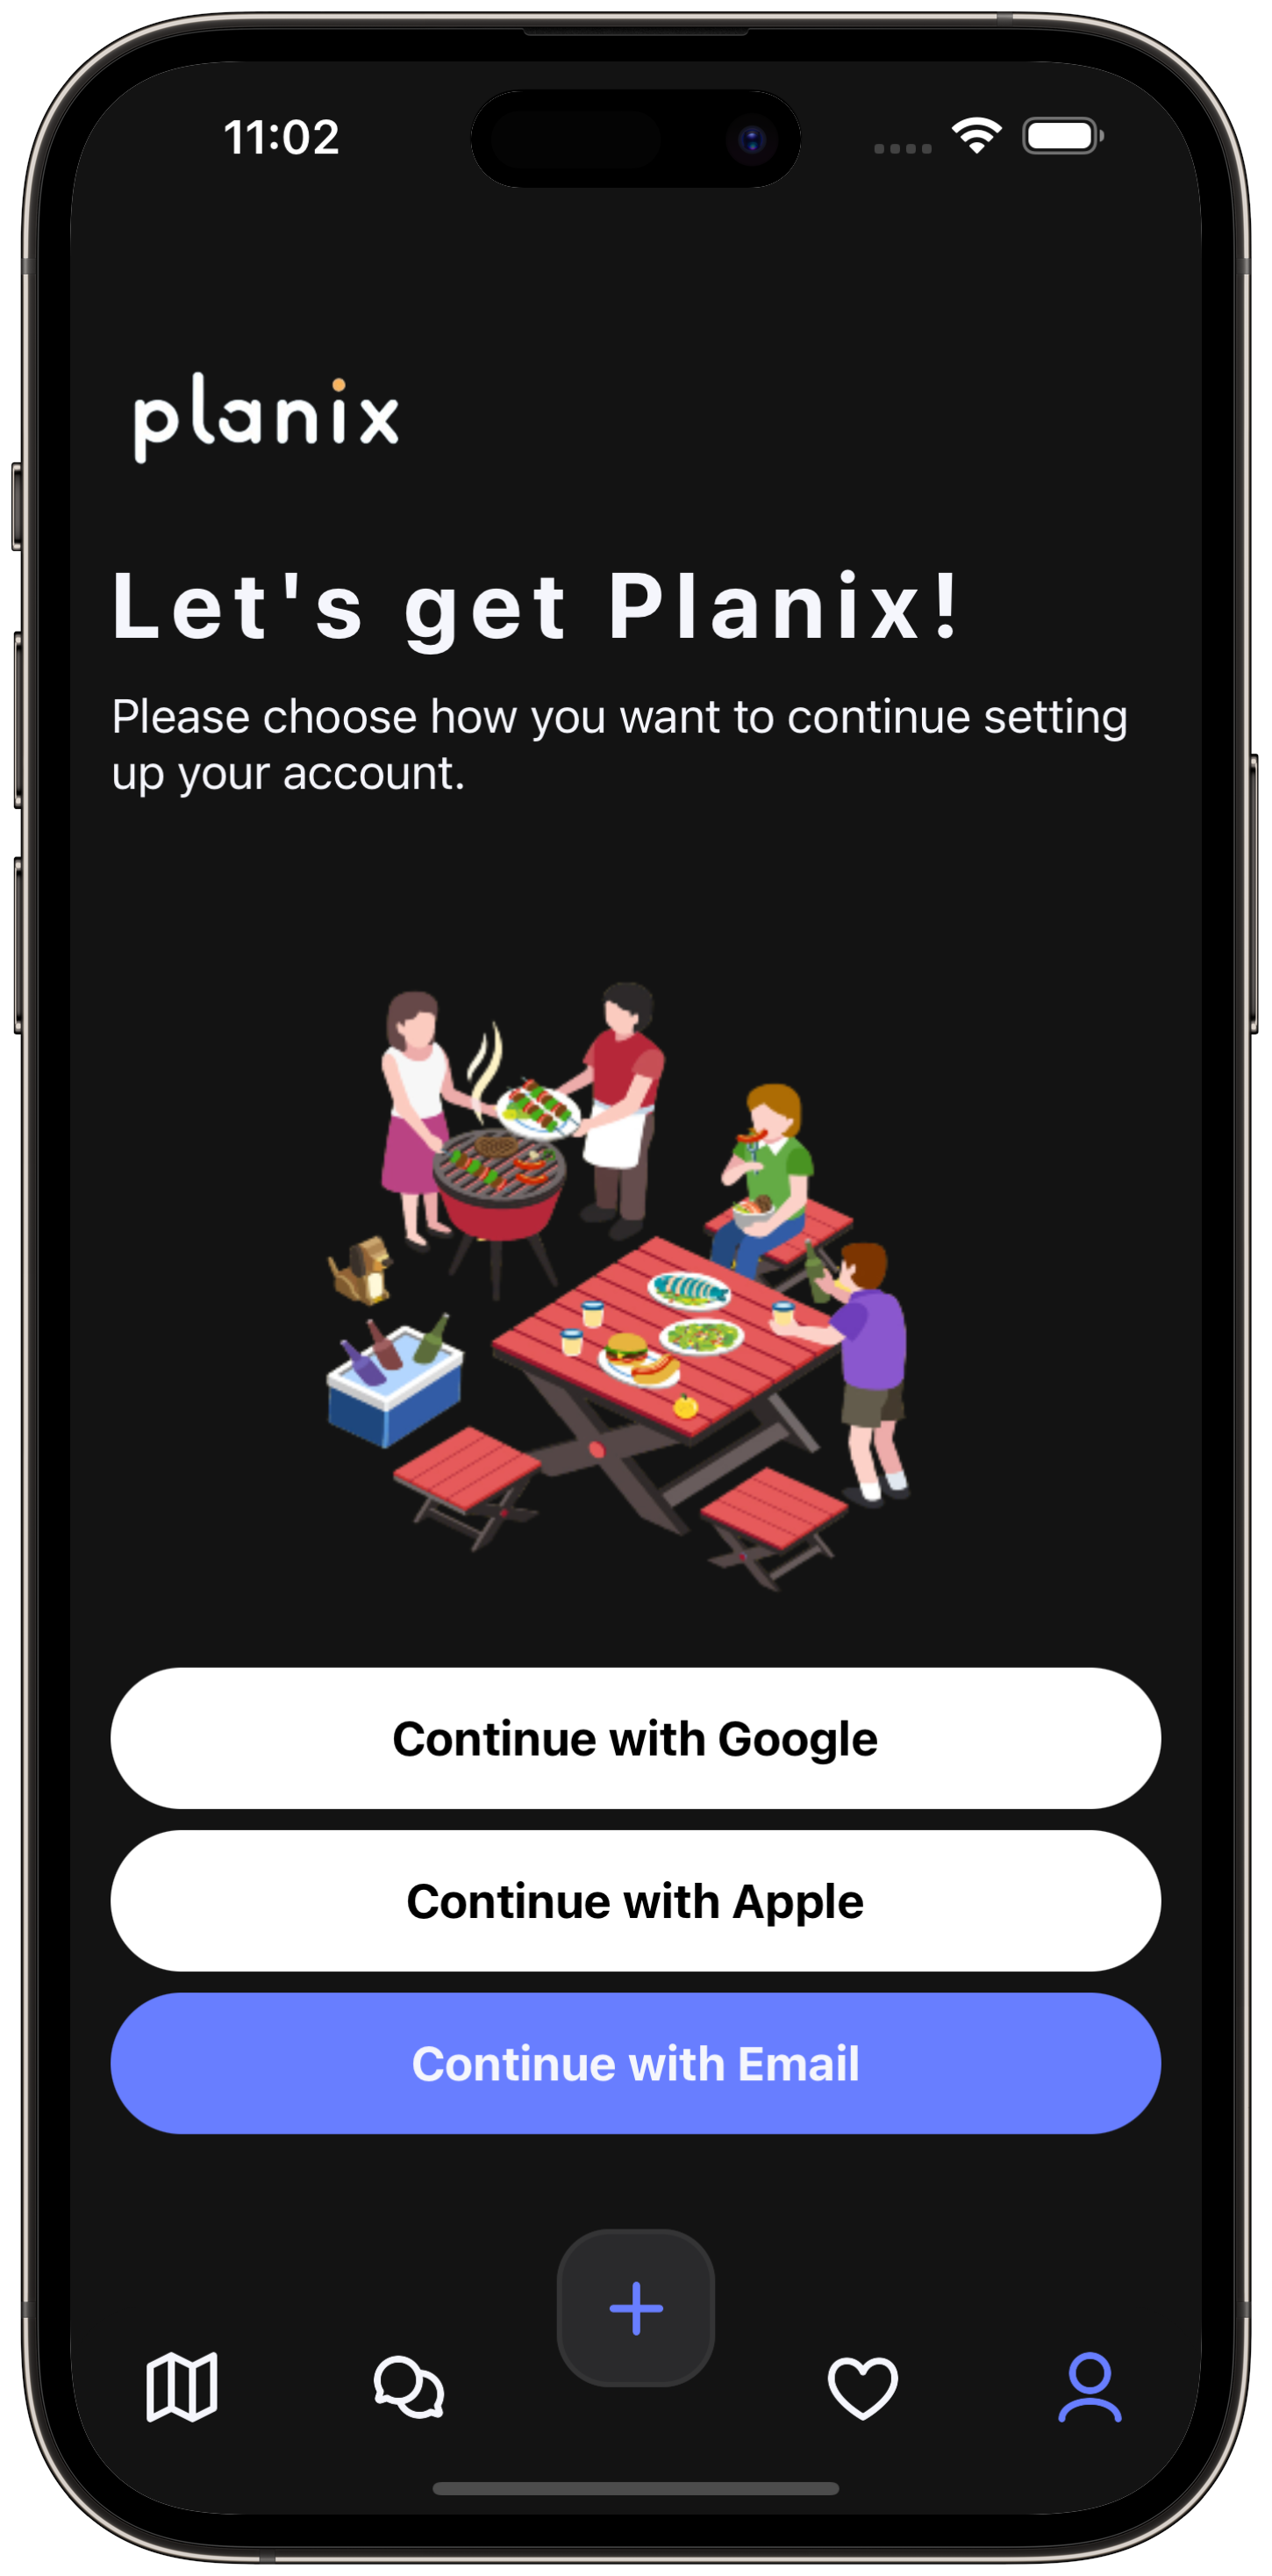 11:02
planix
Let's get Planix!
Please choose how you want to continue setting
up your account.
Continue with Google
Continue with Apple
Continue with Email